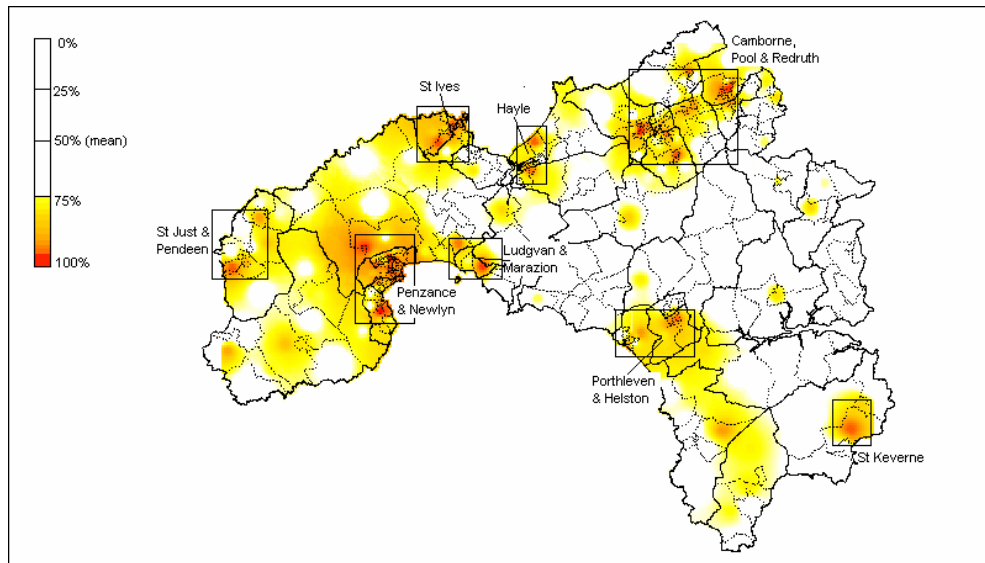 0%
25%
50% (mean)
75%
100%
Camborne,
Pool & Redruth
St Ives
Hayle
St Just &
Pendeen
Ludgvan &
Marazion
Penzance
& Newlyn
Porthleven
& Helston
St Keverne